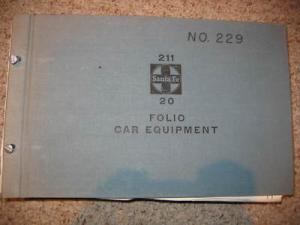 NO. 229
211
Santa Fe
20
FOLIO
CAR EQUIPMENT